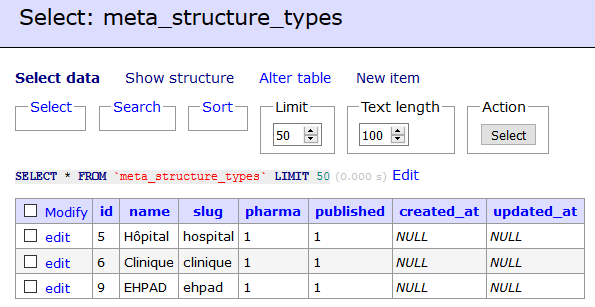 Select: meta_structure_types
Select data Show structure Alter table New item
Select Search Sort Limit Text length Action
50 100 Select
SELECT * FROM `meta_structure_types` LIMIT 50 (0.000 s) Edit
Modify id name slug pharma published created_at updated_at
edit 5 Hôpital hospital 1 1 NULL NULL
edit 6 Clinique clinique 1 1 NULL NULL
edit 9 EHPAD ehpad 1 1 NULL NULL